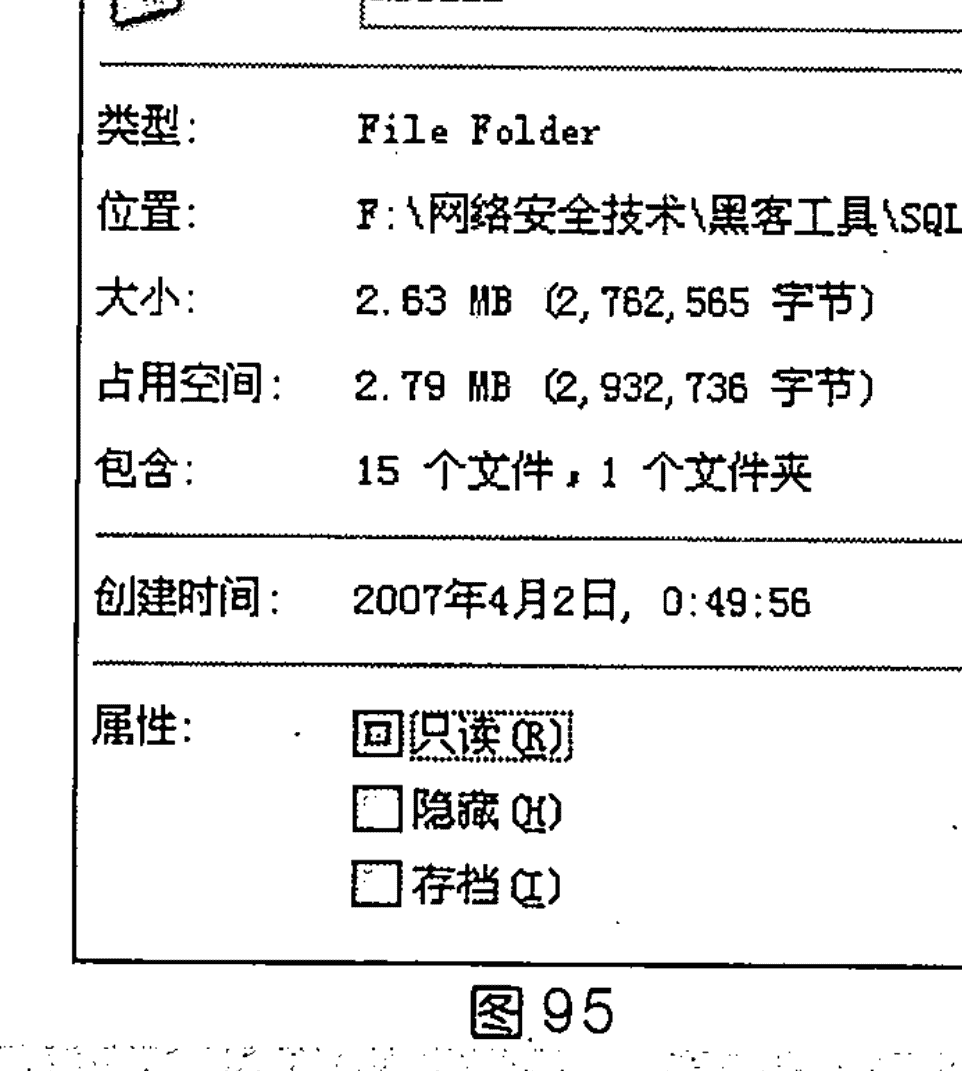 类型: File Folder
位置: F:\网络安全技术\黑客工具\SQL
大小: 2.63 MB (2,762,565 字节)
占用空间: 2.79 MB (2,932,736 字节)
包含: 15 个文件，1 个文件夹
创建时间: 2007年4月2日, 0:49:56
属性: 只读(R)
隐藏(H)
存档(I)
图95